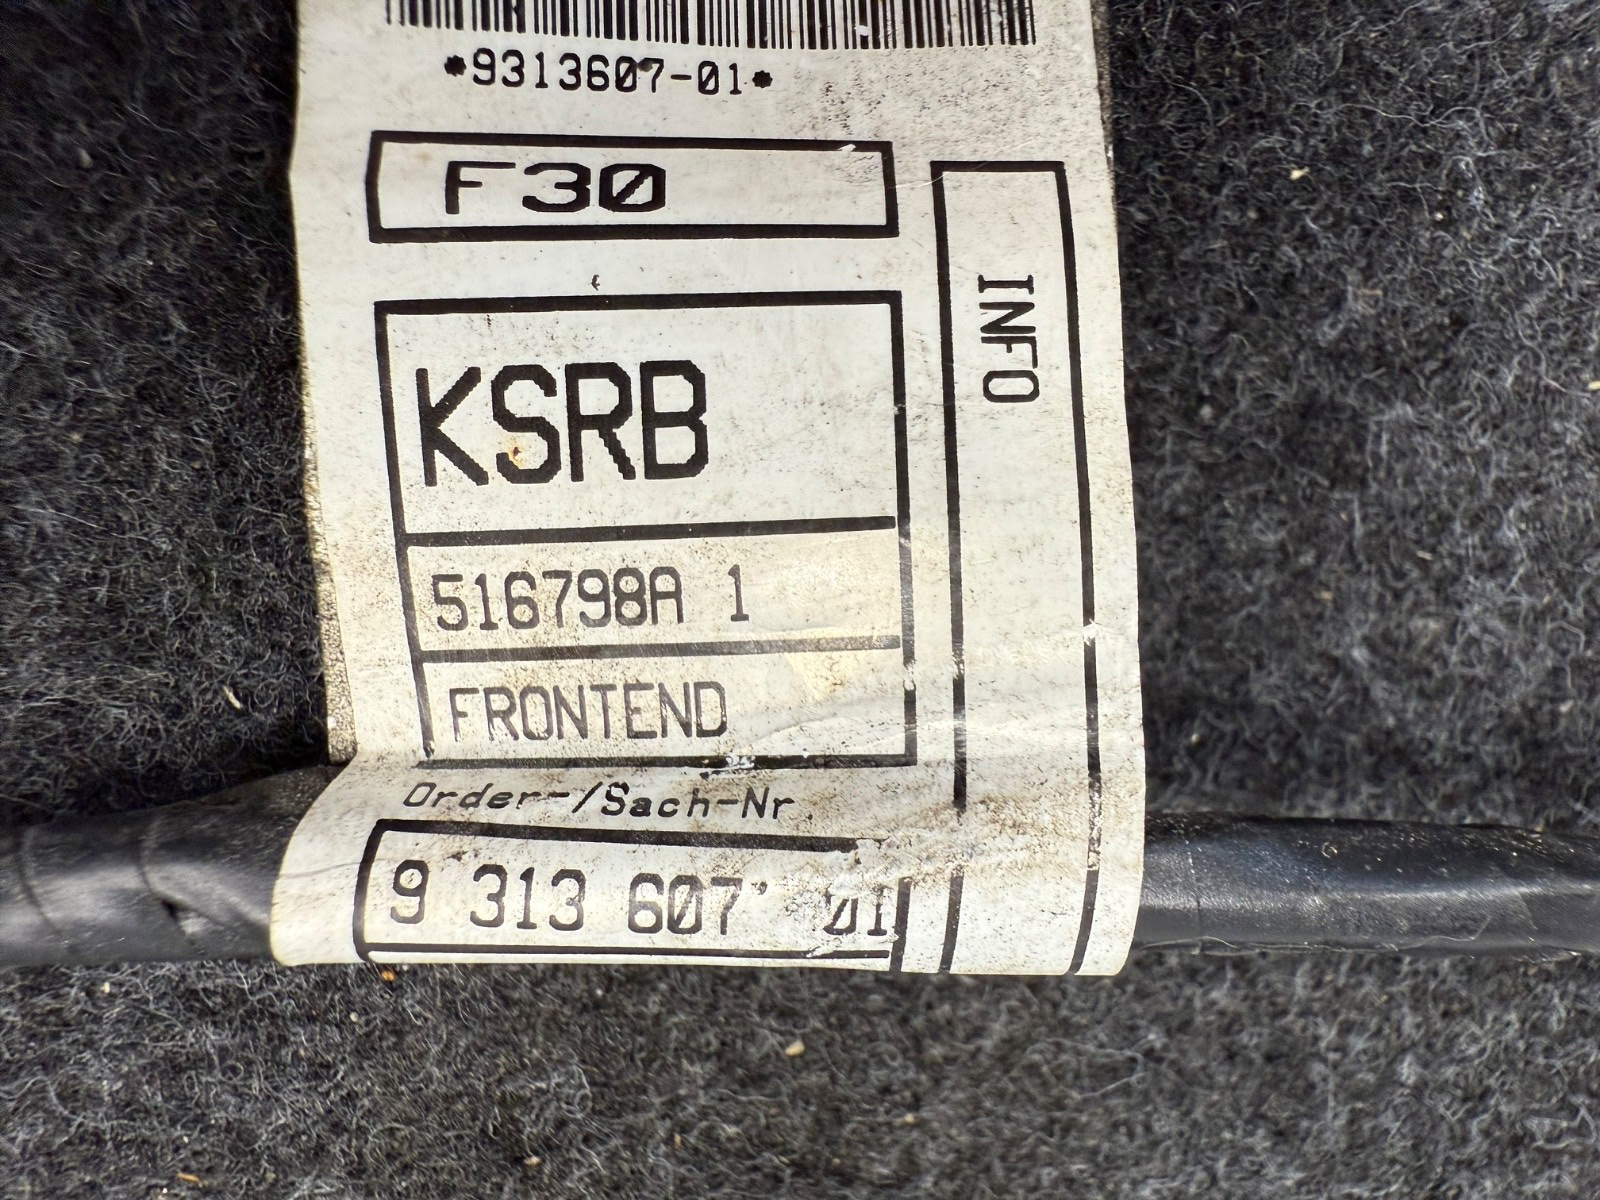 *9313607-01*
F30
INFO
KSRB
516798A 1
FRONTEND
Order-/Sach-Nr
9 313 607 01